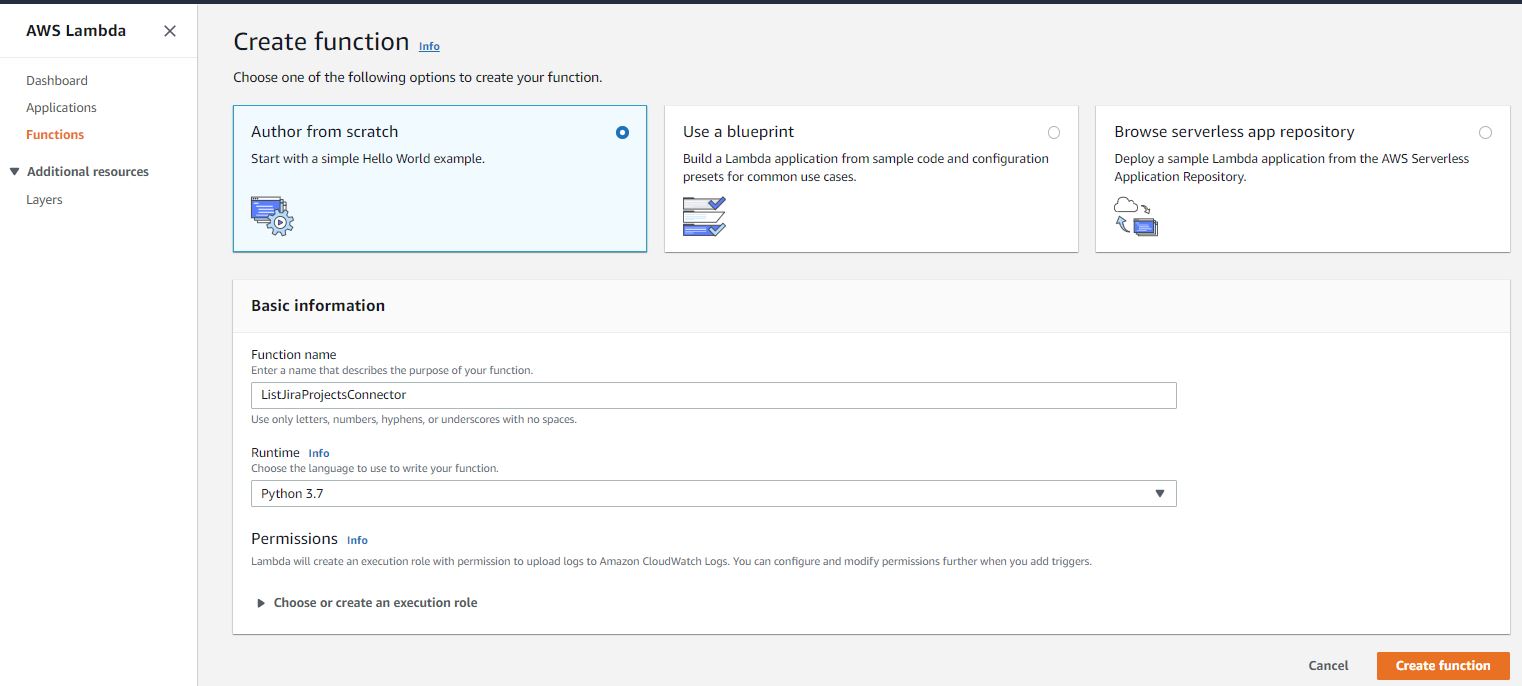 AWS Lambda
Dashboard
Applications
Functions
Additional resources
Layers
Create function Info
Choose one of the following options to create your function.
Author from scratch
Start with a simple Hello World example.
Use a blueprint
Build a Lambda application from sample code and configuration
presets for common use cases.
Browse serverless app repository
Deploy a sample Lambda application from the AWS Serverless
Application Repository.
Basic information
Function name
Enter a name that describes the purpose of your function.
ListJiraProjectsConnector
Use only letters, numbers, hyphens, or underscores with no spaces.
Runtime Info
Choose the language to use to write your function.
Python 3.7
Permissions Info
Lambda will create an execution role with permission to upload logs to Amazon CloudWatch Logs. You can configure and modify permissions further when you add triggers.
Choose or create an execution role
Cancel Create function